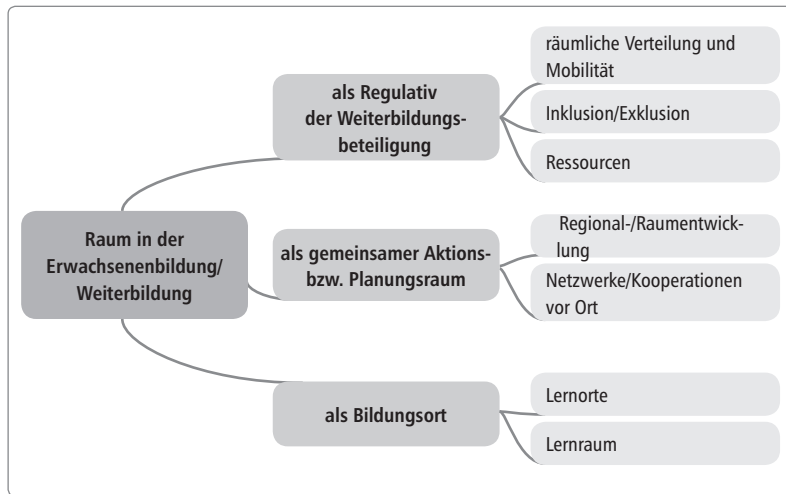 Raum in der
Erwachsenenbildung/
Weiterbildung
als Regulativ
der Weiterbildungs-
beteiligung
räumliche Verteilung und
Mobilität
Inklusion/Exklusion
Ressourcen
als gemeinsamer Aktions-
bzw. Planungsraum
Regional-/Raumentwick-
lung
Netzwerke/Kooperationen
vor Ort
als Bildungsort
Lernorte
Lernraum